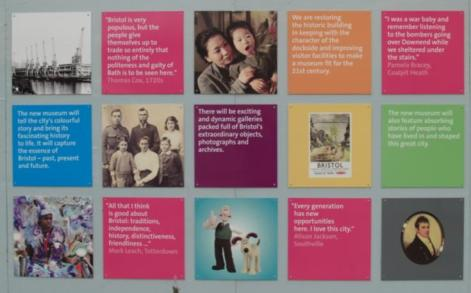 "Bristol is very
populous, but the
people give
themselves up to
trade so entirely that
nothing of the
politeness and gaity of
Bath is to be seen here."
Thomas Cox, 1720s
We are restoring
the historic building
in keeping with the
character of the
dockside and improving
visitor facilities to
make a museum fit for the
21st century.
"I was a war baby and
remember listening
to the bombers going
over Downend while
we sheltered under
the stairs."
Pamela Bracey,
Coalpit Heath
The new museum will
tell the city's colourful
story and bring its
fascinating history
to life. It will capture
the essence of
Bristol – past, present
and future.
There will be exciting
and dynamic galleries
packed full of Bristol's
extraordinary objects,
photographs and
archives.
BRISTOL
The new museum will
also feature absorbing
stories of people who
have lived in and shaped
this great city.
"All that I think
is good about
Bristol: traditions,
independence,
history, distinctiveness,
friendliness ..."
Mark Leach, Totterdown
"Every generation
has new
opportunities
here. I love this city."
Alison Jackson,
Southville